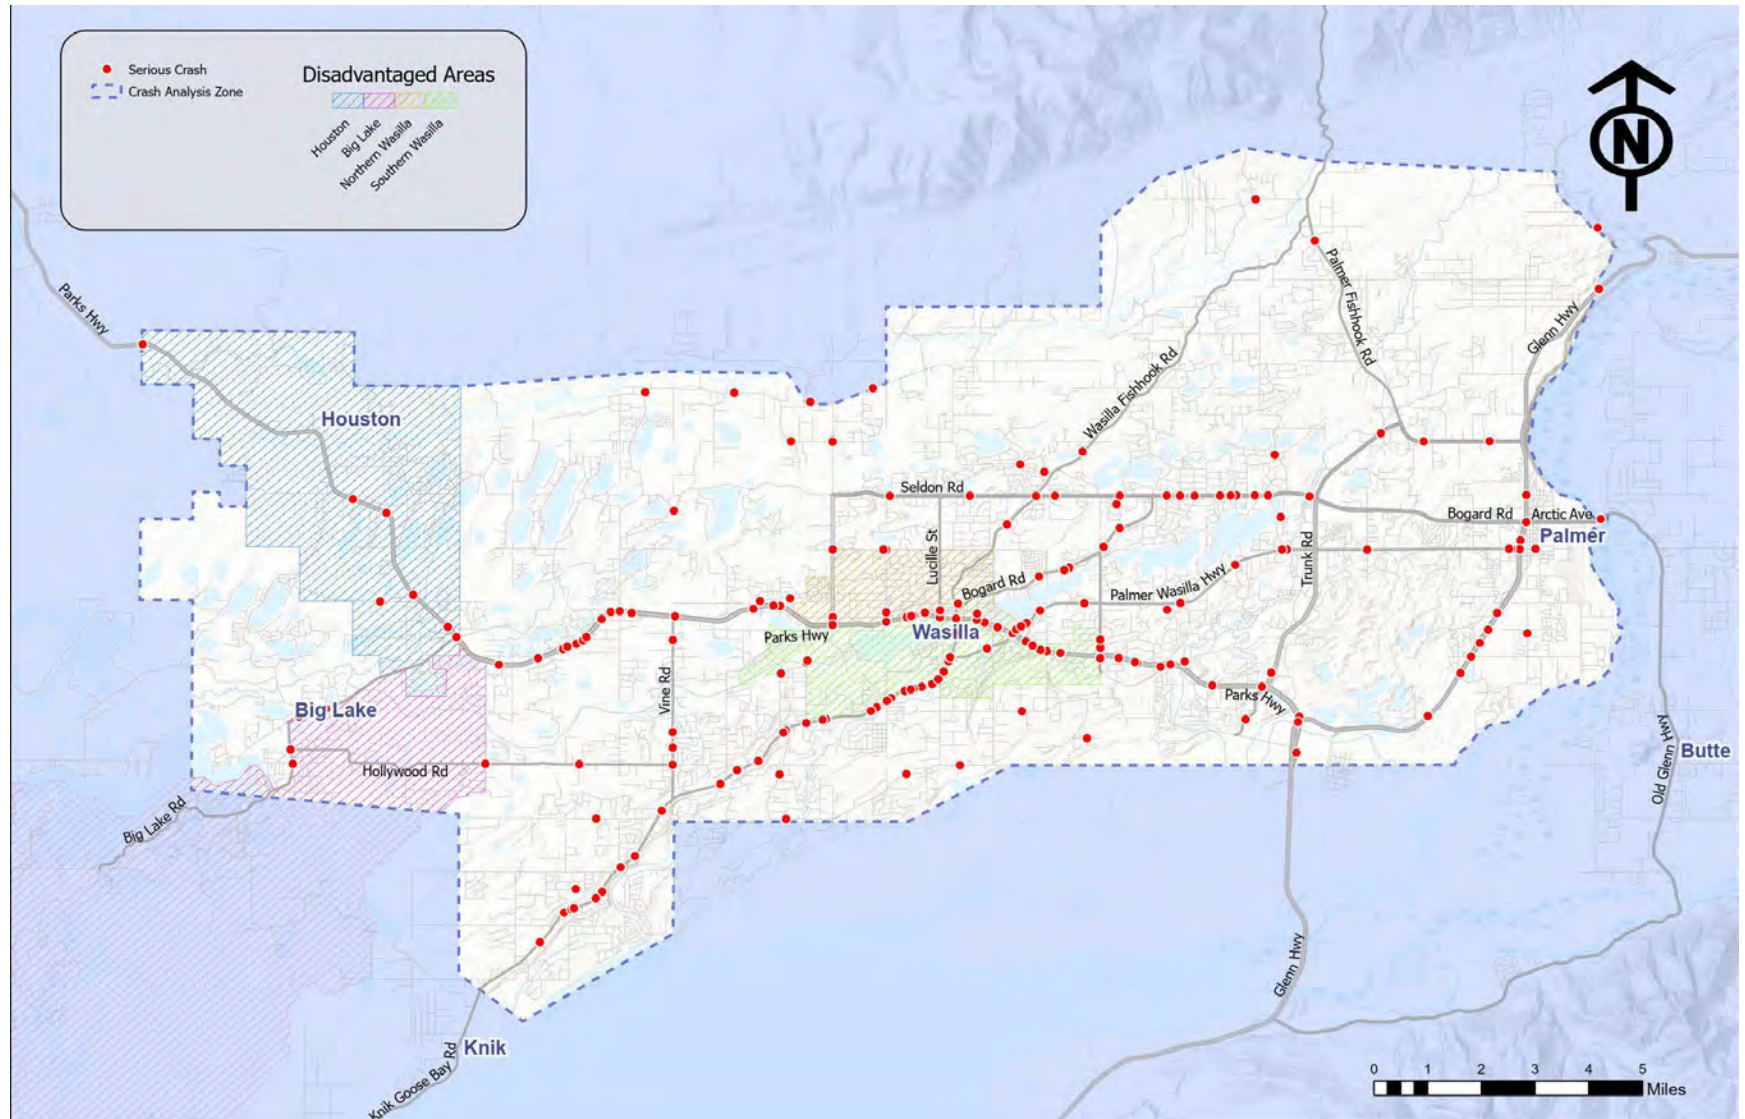 Serious Crash
Crash Analysis Zone
Disadvantaged Areas
Houston
Big Lake
Northern Wasilla
Southern Wasilla
N
Parks Hwy
Houston
Palmer Fishhook Rd
Glenn Hwy
Wasilla Fishhook Rd
Seldon Rd
Lucille St
Bogard Rd
Arctic Ave
Palmer
Trunk Rd
Bogard Rd
Palmer Wasilla Hwy
Parks Hwy
Wasilla
Vine Rd
Parks Hwy
Big Lake
Hollywood Rd
Big Lake Rd
Butte
Old Glenn Hwy
Glenn Hwy
Knik
Knik Goose Bay Rd
0 1 2 3 4 5
Miles